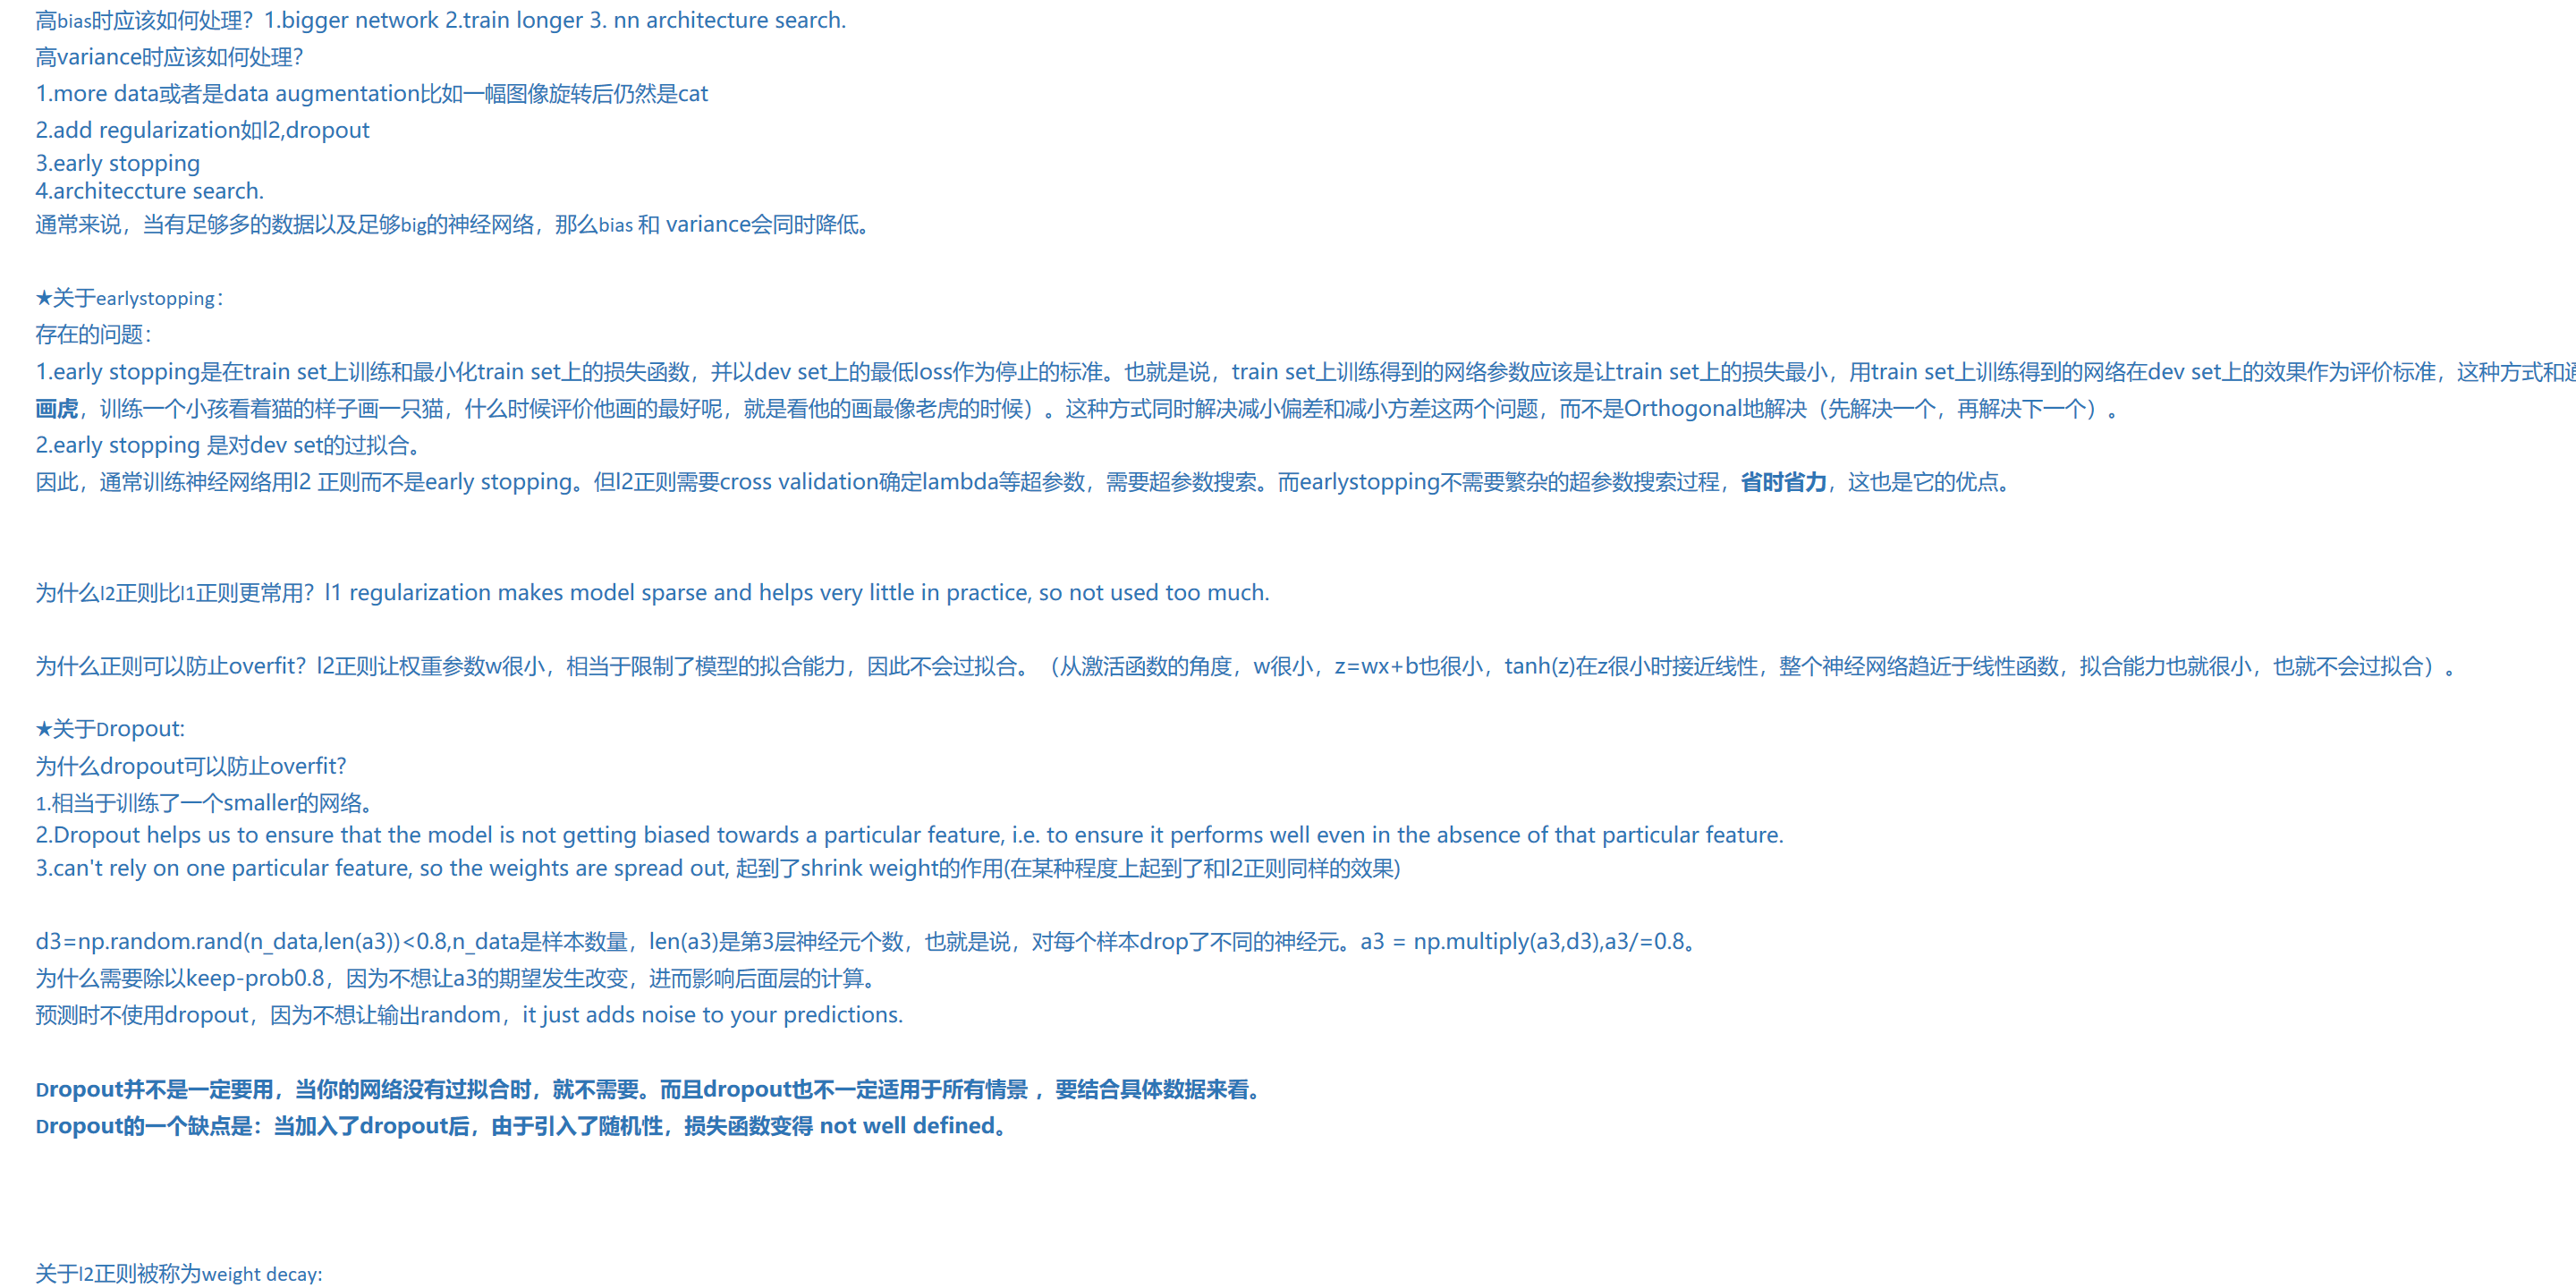 高bias时应该如何处理？1.bigger network 2.train longer 3. nn architecture search.
高variance时应该如何处理？
1.more data或者是data augmentation比如一幅图像旋转后仍然是cat
2.add regularization如l2,dropout
3.early stopping
4.architeccture search.
通常来说，当有足够多的数据以及足够big的神经网络，那么bias 和 variance会同时降低。
★关于earlystopping：
存在的问题：
1.early stopping是在train set上训练和最小化train set上的损失函数，并以dev set上的最低loss作为停止的标准。也就是说，train set上训练得到的网络参数应该是让train set上的损失最小，用train set上训练得到的网络在dev set上的效果作为评价标准，这种方式和
画虎，训练一个小孩看着猫的样子画一只猫，什么时候评价他画的最好呢，就是看他的画最像老虎的时候）。这种方式同时解决减小偏差和减小方差这两个问题，而不是Orthogonal地解决（先解决一个，再解决下一个）。
2.early stopping 是对dev set的过拟合。
因此，通常训练神经网络用l2 正则而不是early stopping。但l2正则需要cross validation确定lambda等超参数，需要超参数搜索。而earlystopping不需要繁杂的超参数搜索过程，省时省力，这也是它的优点。
为什么l2正则比l1正则更常用？l1 regularization makes model sparse and helps very little in practice, so not used too much.
为什么正则可以防止overfit？l2正则让权重参数w很小，相当于限制了模型的拟合能力，因此不会过拟合。（从激活函数的角度，w很小，z=wx+b也很小，tanh(z)在z很小时接近线性，整个神经网络趋近于线性函数，拟合能力也就很小，也就不会过拟合）。
★关于Dropout:
为什么dropout可以防止overfit?
1.相当于训练了一个smaller的网络。
2.Dropout helps us to ensure that the model is not getting biased towards a particular feature, i.e. to ensure it performs well even in the absence of that particular feature.
3.can't rely on one particular feature, so the weights are spread out, 起到了shrink weight的作用(在某种程度上起到了和l2正则同样的效果)
d3=np.random.rand(n_data,len(a3))<0.8,n_data是样本数量，len(a3)是第3层神经元个数，也就是说，对每个样本drop了不同的神经元。a3 = np.multiply(a3,d3),a3/=0.8。
为什么需要除以keep-prob0.8，因为不想让a3的期望发生改变，进而影响后面层的计算。
预测时不使用dropout，因为不想让输出random，it just adds noise to your predictions.
Dropout并不是一定要用，当你的网络没有过拟合时，就不需要。而且dropout也不一定适用于所有情景 ，要结合具体数据来看。
Dropout的一个缺点是：当加入了dropout后，由于引入了随机性，损失函数变得 not well defined。
关于l2正则被称为weight decay: